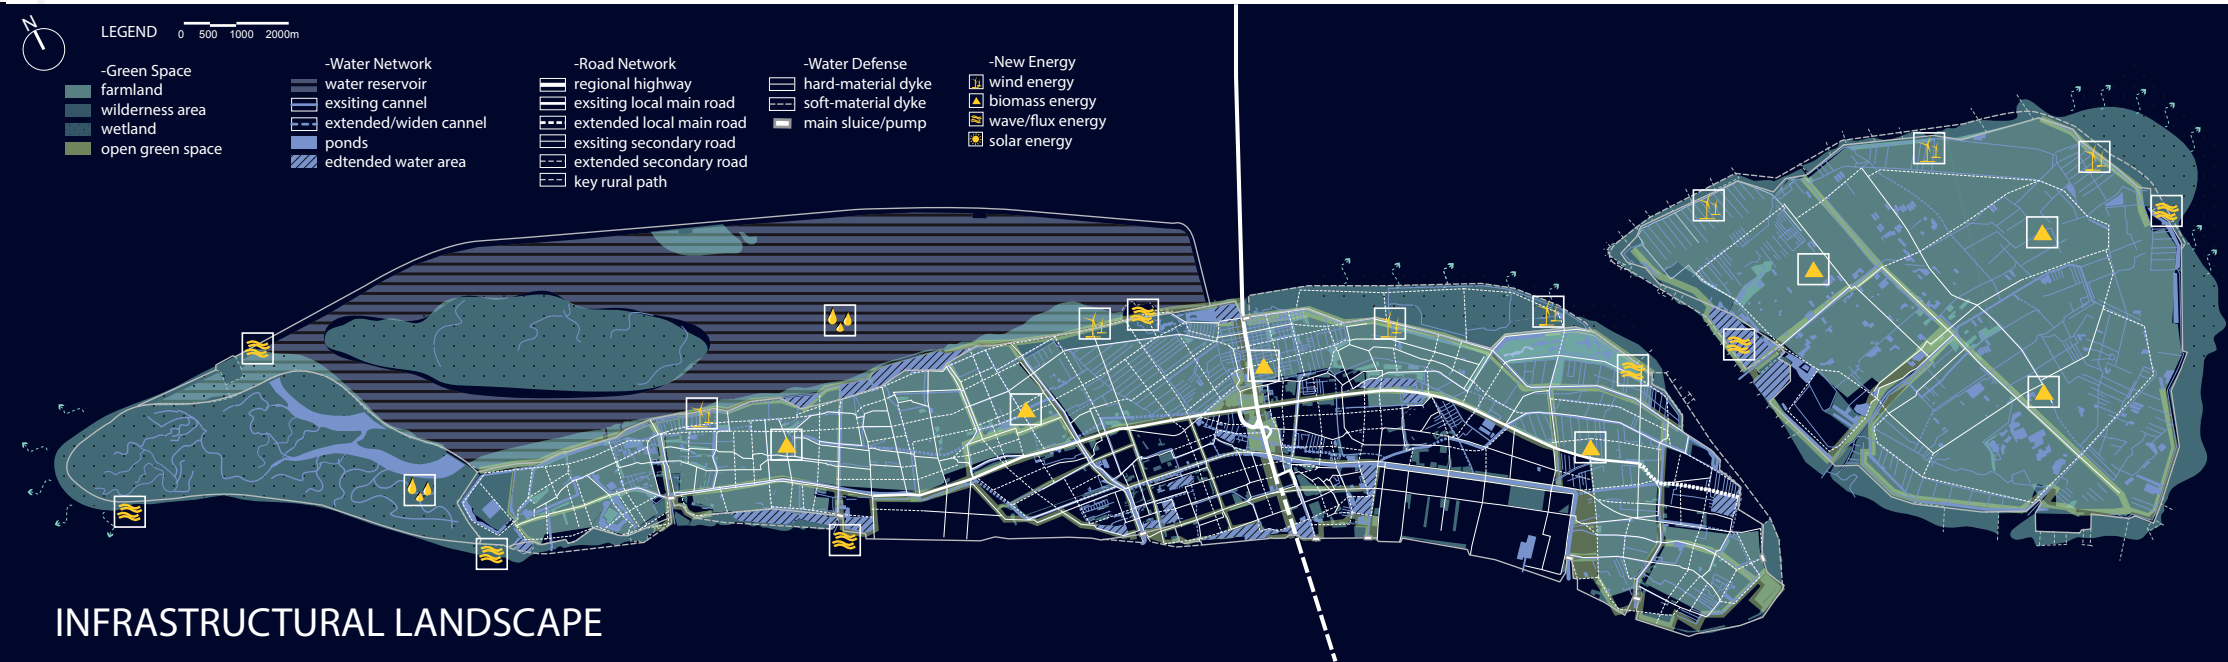 N
LEGEND
0 500 1000 2000m
-Green Space
farmland
wilderness area
wetland
open green space
-Water Network
water reservoir
exsiting cannel
extended/widen cannel
ponds
edtended water area
-Road Network
regional highway
exsiting local main road
extended local main road
exsiting secondary road
extended secondary road
key rural path
-Water Defense
hard-material dyke
soft-material dyke
main sluice/pump
-New Energy
wind energy
biomass energy
wave/flux energy
solar energy
INFRASTRUCTURAL LANDSCAPE